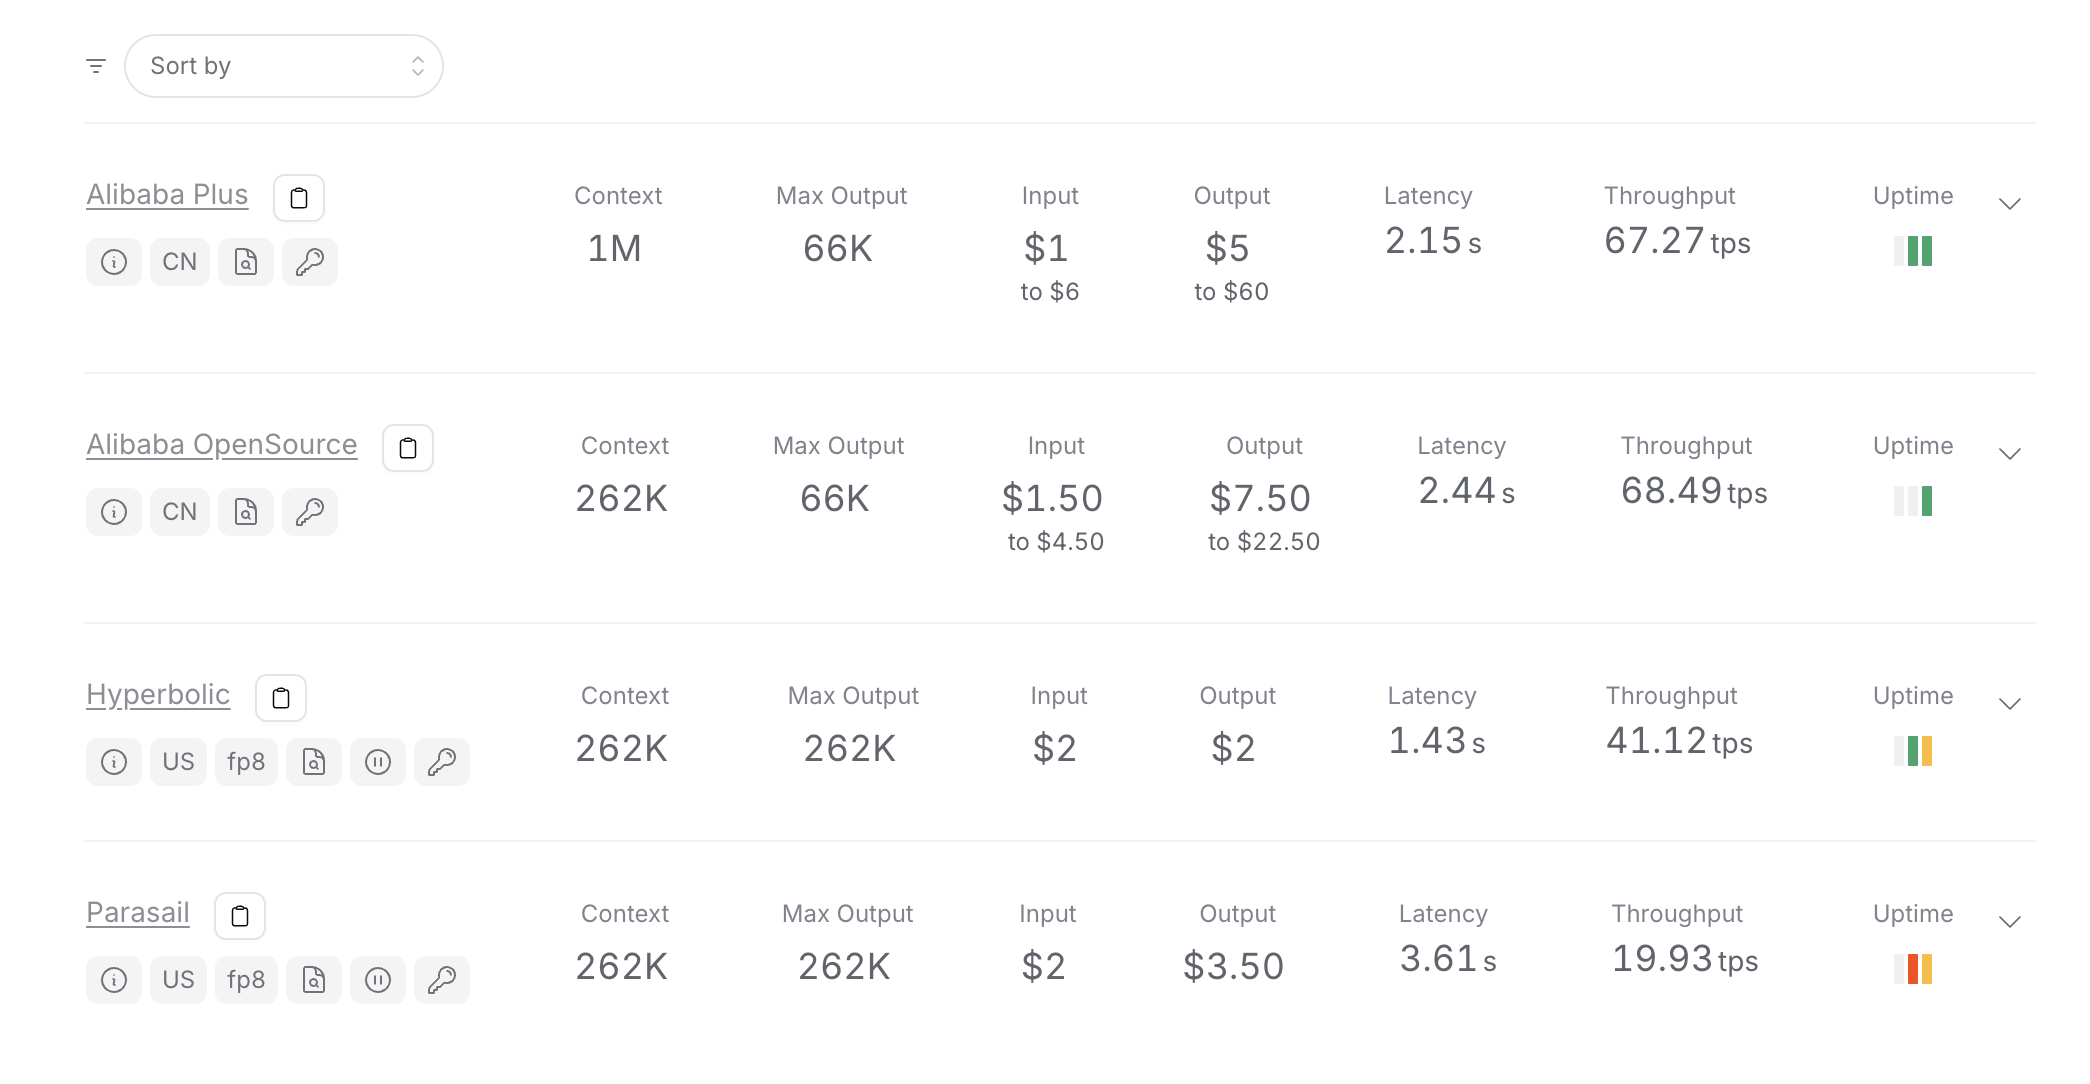 Sort by
Alibaba Plus
Context Max Output Input Output Latency Throughput Uptime
1M 66K $1 $5 2.15 s 67.27 tps
CN
to $6 to $60
Alibaba OpenSource
Context Max Output Input Output Latency Throughput Uptime
262K 66K $1.50 $7.50 2.44 s 68.49 tps
CN
to $4.50 to $22.50
Hyperbolic
Context Max Output Input Output Latency Throughput Uptime
262K 262K $2 $2 1.43 s 41.12 tps
US fp8
Parasail
Context Max Output Input Output Latency Throughput Uptime
262K 262K $2 $3.50 3.61 s 19.93 tps
US fp8